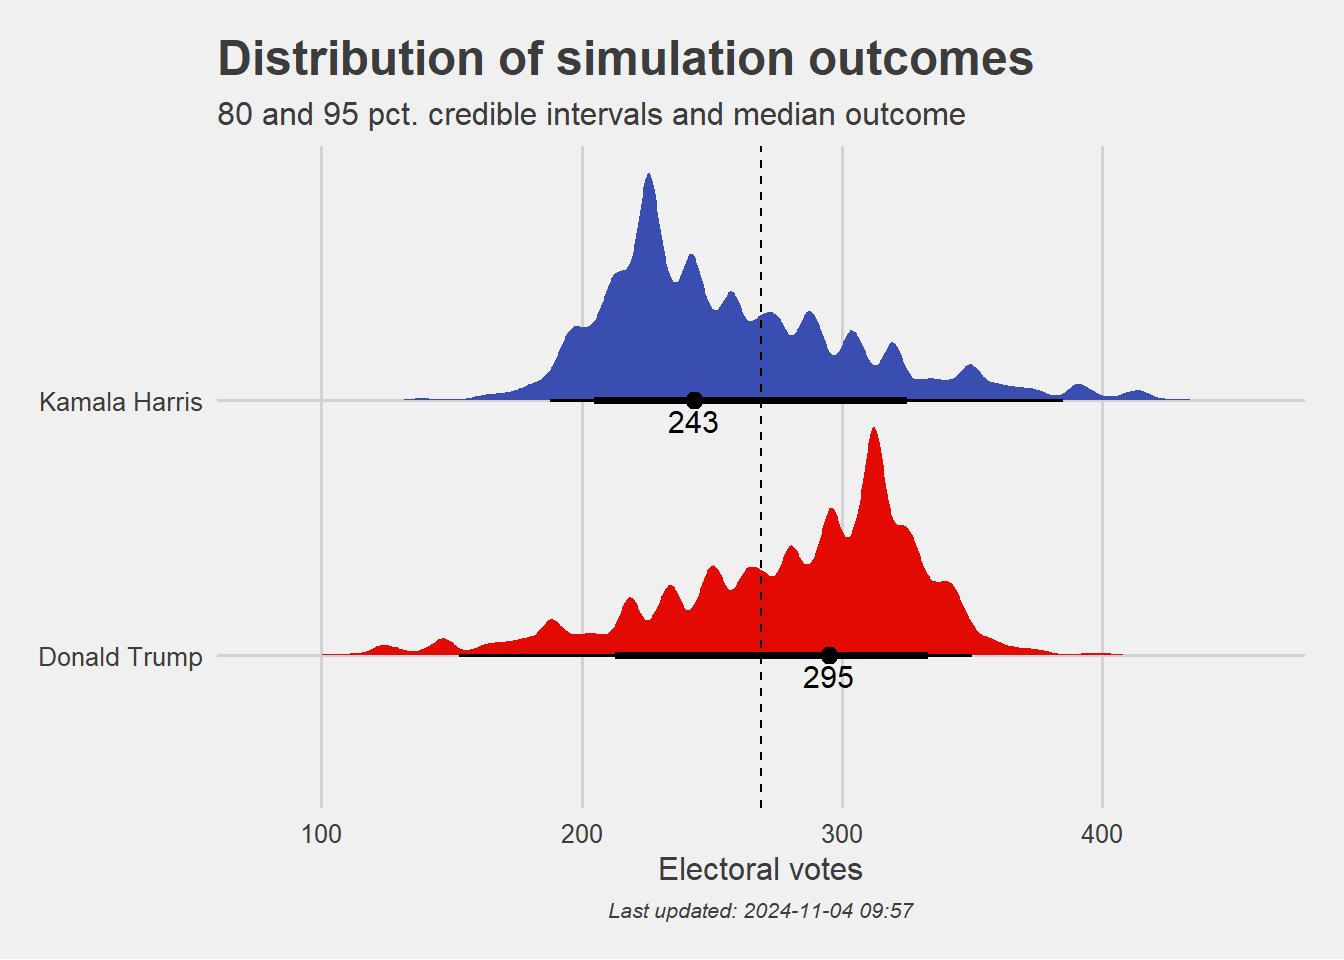 Distribution of simulation outcomes
80 and 95 pct. credible intervals and median outcome
Kamala Harris
243
Donald Trump
295
100 200 300 400
Electoral votes
Last updated: 2024-11-04 09:57